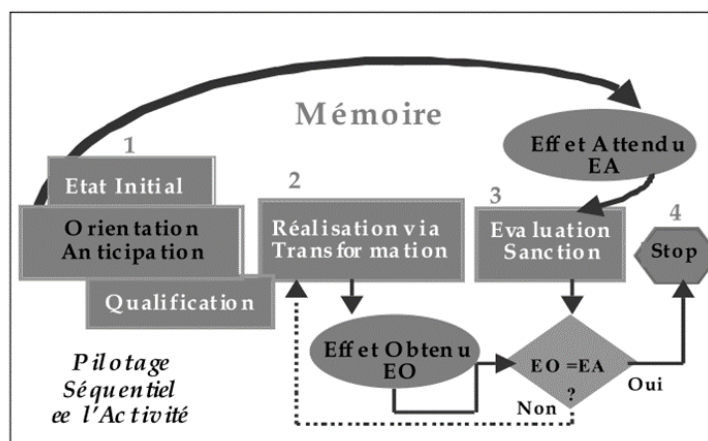 Mémoire
1
Etat Initial
Orientation
Anticipation
Qualification
2
Réalisation via
Transformation
Effet Attendu
EA
3
Evaluation
Sanction
4
Stop
Effet Obtenu
EO
EO =EA
?
Oui
Non
Pilotage
Séquentiel
ee l'Activité